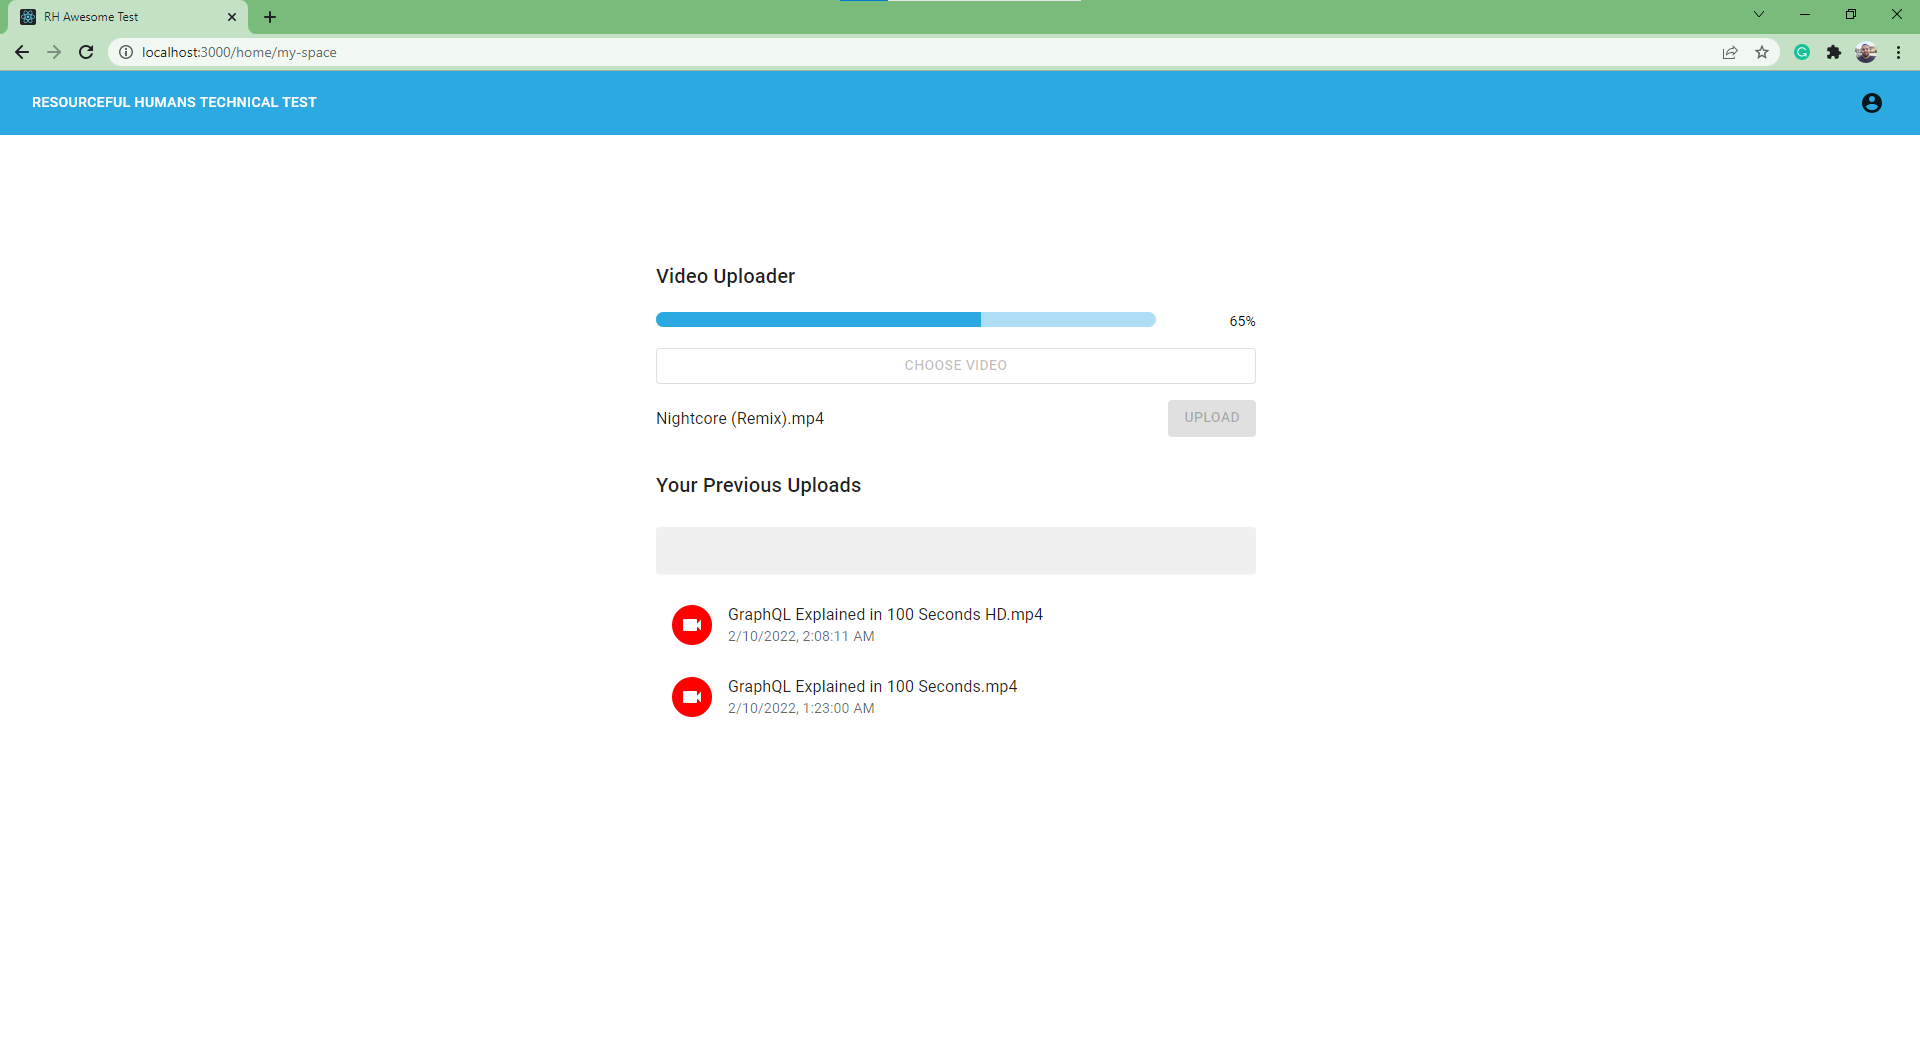 RH Awesome Test
localhost:3000/home/my-space
RESOURCEFUL HUMANS TECHNICAL TEST
Video Uploader
65%
CHOOSE VIDEO
Nightcore (Remix).mp4
UPLOAD
Your Previous Uploads
GraphQL Explained in 100 Seconds HD.mp4
2/10/2022, 2:08:11 AM
GraphQL Explained in 100 Seconds.mp4
2/10/2022, 1:23:00 AM